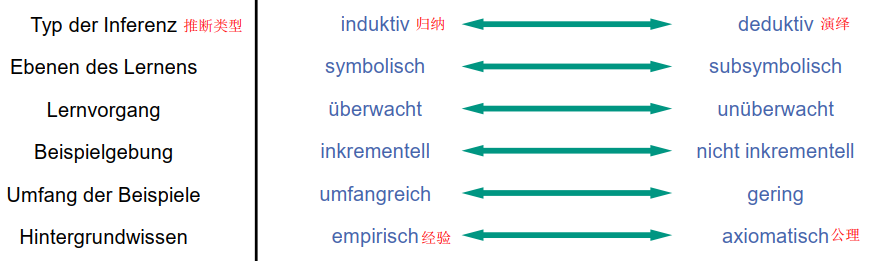 Typ der Inferenz 推断类型 induktiv 归纳 deduktiv 演绎
Ebenen des Lernens symbolisch subsymbolisch
Lernvorgang überwacht unüberwacht
Beispielgebung inkrementell nicht inkrementell
Umfang der Beispiele umfangreich gering
Hintergrundwissen empirisch 经验 axiomatisch 公理